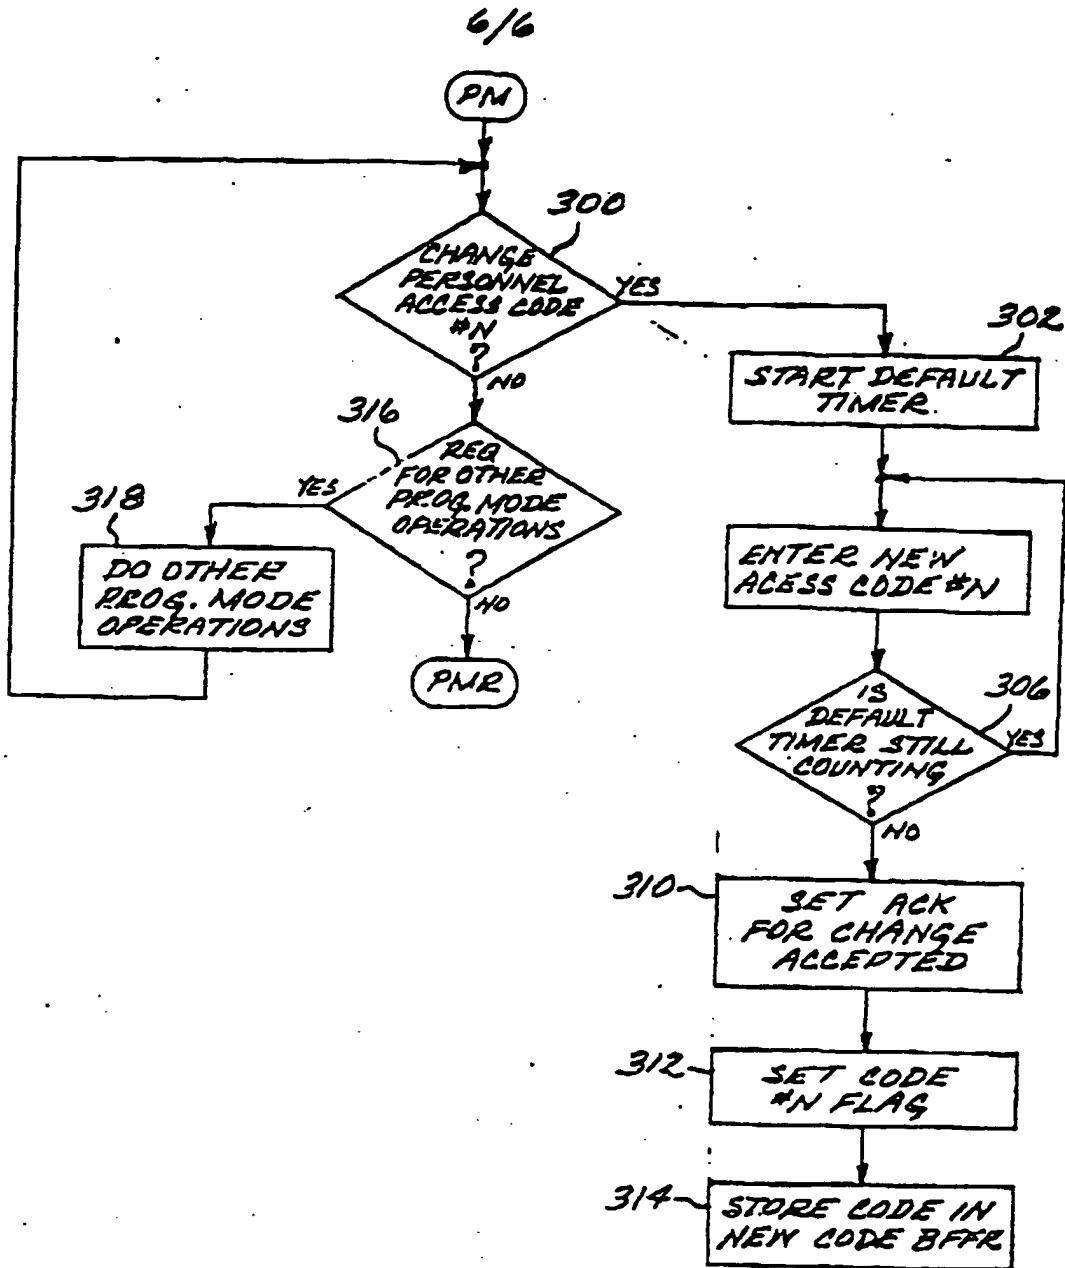 6/6
PM
300
CHANGE
PERSONNEL
ACCESS CODE
#N
?
YES
NO
302
START DEFAULT
TIMER.
316
REQ
FOR OTHER
PROG. MODE
OPERATIONS
?
YES
NO
318
DO OTHER
PROG. MODE
OPERATIONS
PMR
ENTER NEW
ACESS CODE #N
306
IS
DEFAULT
TIMER STILL
COUNTING
?
YES
NO
310
SET ACK
FOR CHANGE
ACCEPTED
312
SET CODE
#N FLAG
314
STORE CODE IN
NEW CODE BFFR